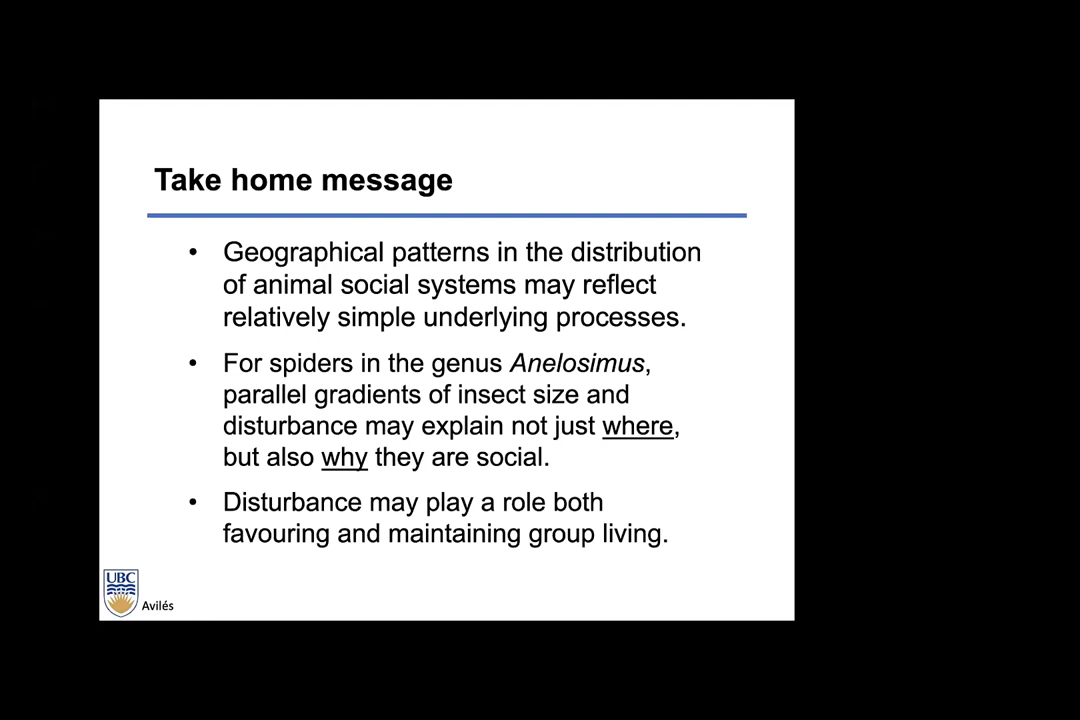 Take home message
• Geographical patterns in the distribution
of animal social systems may reflect
relatively simple underlying processes.
• For spiders in the genus Anelosimus,
parallel gradients of insect size and
disturbance may explain not just where,
but also why they are social.
• Disturbance may play a role both
favouring and maintaining group living.
UBC
Avilés